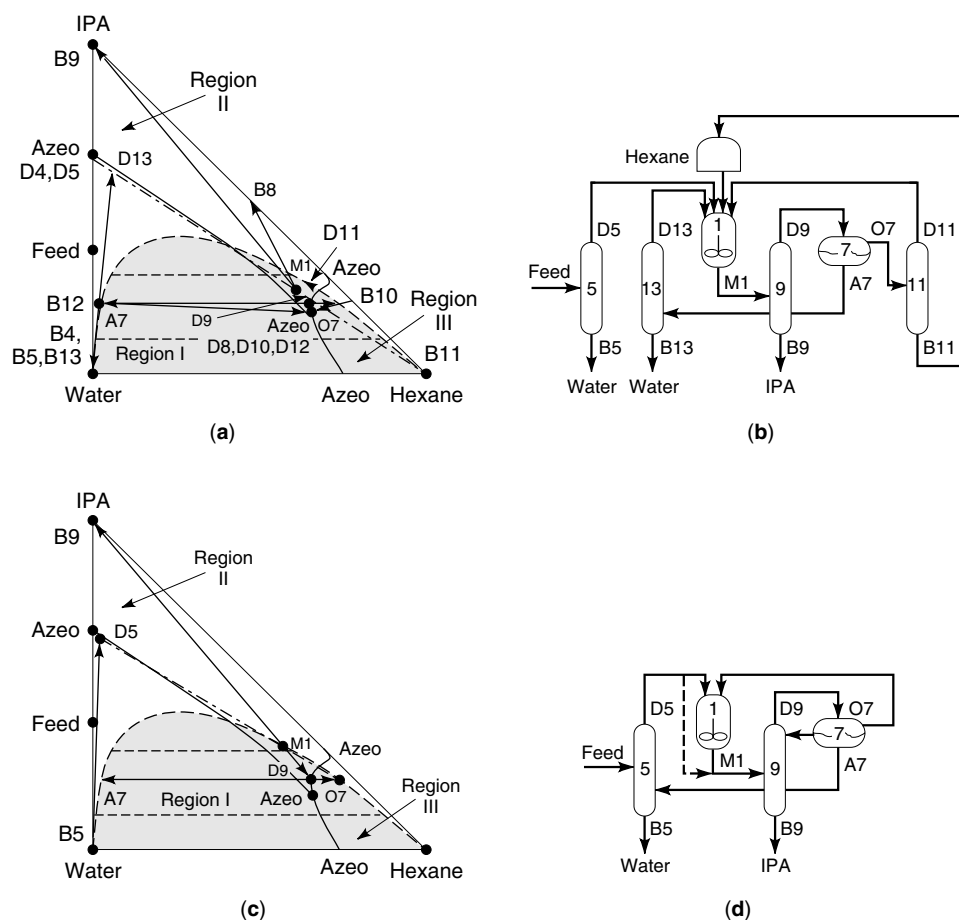 IPA
B9
Region
II
Azeo
D4,D5
D13
B8
Feed
D11
M1
Azeo
B12
A7
D9
B10
Azeo
O7
Region
III
B4,
B5,B13
Region I
D8,D10,D12
B11
Water
Azeo
Hexane
(a)
Hexane
D5
D13
1
D9
7
O7
D11
Feed
5
13
M1
9
A7
11
B5
B13
B9
B11
Water
Water
IPA
(b)
IPA
B9
Region
II
Azeo
D5
Feed
M1
Azeo
D9
A7
Region I
Azeo
O7
Region
III
B5
Water
Azeo
Hexane
(c)
D5
1
D9
O7
7
Feed
5
M1
9
A7
B5
B9
Water
IPA
(d)